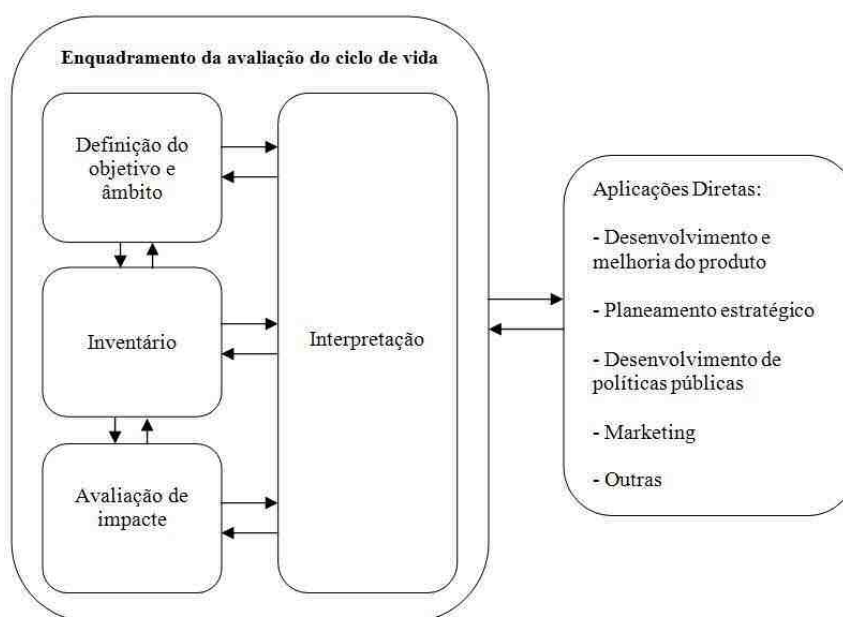 Enquadramento da avaliação do ciclo de vida
Definição do
objetivo e
âmbito
Inventário
Avaliação de
impacte
Interpretação
Aplicações Diretas:
- Desenvolvimento e
melhoria do produto
- Planeamento estratégico
- Desenvolvimento de
políticas públicas
- Marketing
- Outras